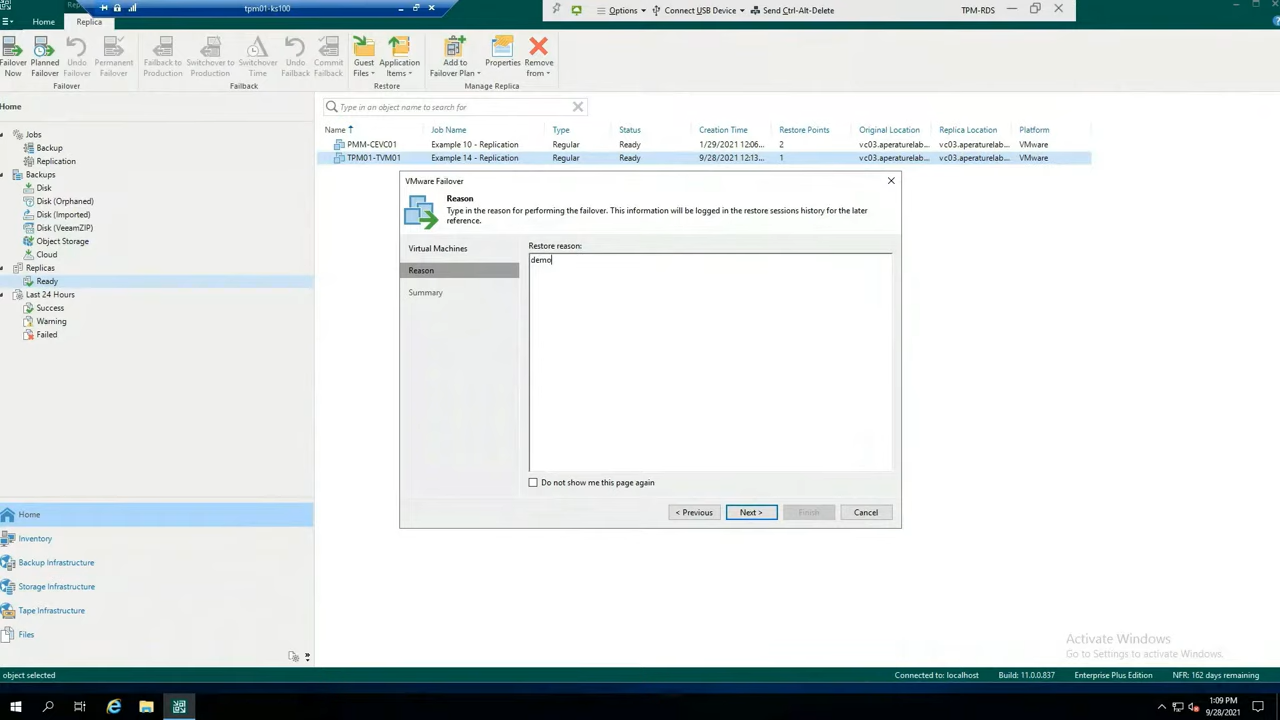 tpm01-ks100
Options
Connect USB Device
Send Ctrl-Alt-Delete
TPM-RDS
Home
Replica
Failover Now
Planned Failover
Undo Failover
Permanent Failover
Failback to Production
Switchover to Production
Switchover Time
Undo Failback
Commit Failback
Guest Files
Application Items
Add to Failover Plan
Properties
Remove from
Failover
Failback
Restore
Manage Replica
Home
Type in an object name to search for
Jobs
Backup
Replication
Backups
Disk
Disk (Orphaned)
Disk (Imported)
Disk (VeeamZIP)
Object Storage
Cloud
Replicas
Ready
Last 24 Hours
Success
Warning
Failed
Name Job Name Type Status Creation Time Restore Points Original Location Replica Location Platform
PMM-CEVC01 Example 10 - Replication Regular Ready 1/29/2021 12:06... 2 vc03.aperaturelab... vc03.aperaturelab... VMware
TPM01-TVM01 Example 14 - Replication Regular Ready 9/28/2021 12:13... 1 vc03.aperaturelab... vc03.aperaturelab... VMware
VMware Failover
Reason
Type in the reason for performing the failover. This information will be logged in the restore sessions history for the later
reference.
Virtual Machines
Reason
Summary
Restore reason:
demo
Do not show me this page again
< Previous
Next >
Finish
Cancel
Home
Inventory
Backup Infrastructure
Storage Infrastructure
Tape Infrastructure
Files
Activate Windows
Go to Settings to activate Windows.
object selected
Connected to: localhost
Build: 11.0.0.837
Enterprise Plus Edition
NFR: 162 days remaining
1:09 PM
9/28/2021